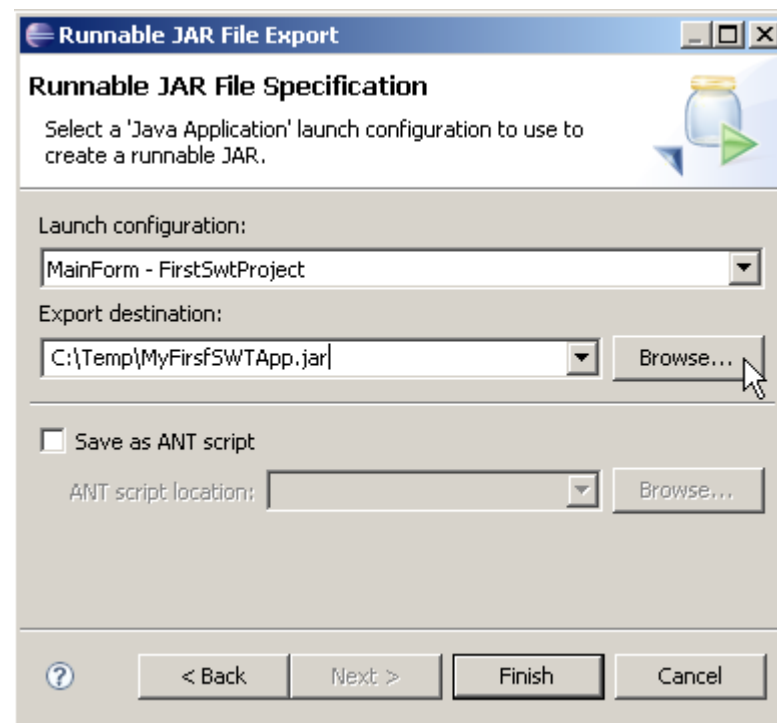 Runnable JAR File Export
Runnable JAR File Specification
Select a 'Java Application' launch configuration to use to
create a runnable JAR.
Launch configuration:
MainForm - FirstSwtProject
Export destination:
C:\Temp\MyFirsfSWTApp.jar
Browse...
Save as ANT script
ANT script location:
Browse...
?
< Back
Next >
Finish
Cancel